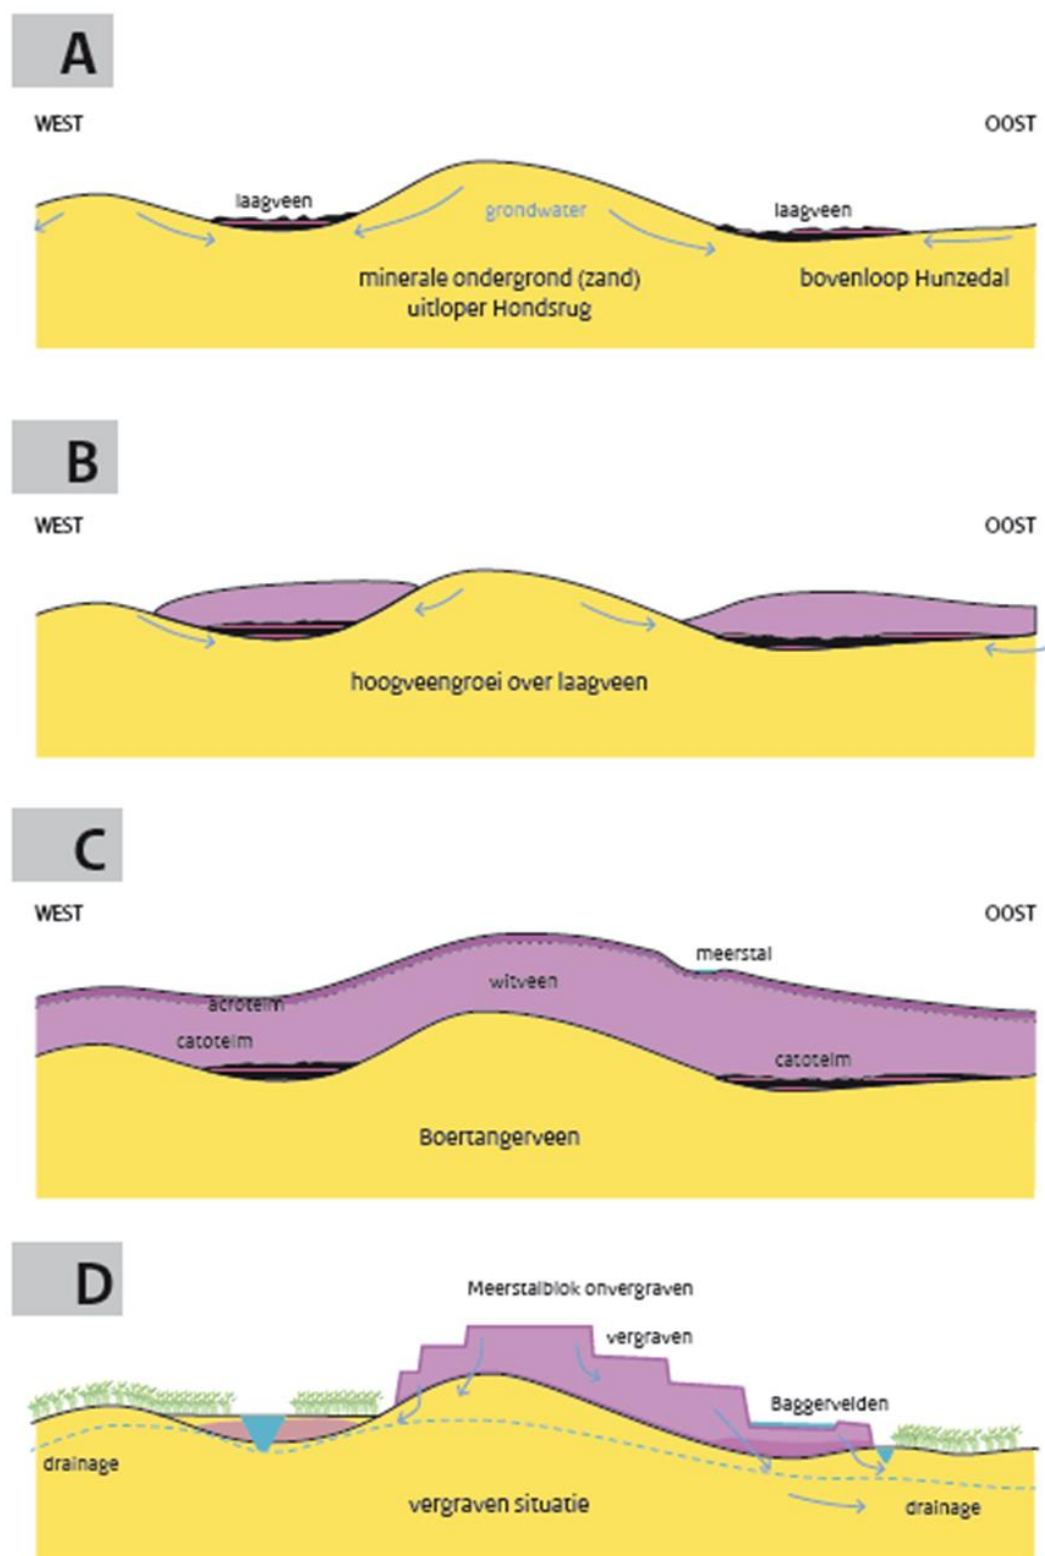 A
WEST
OOST
laagveen
grondwater
laagveen
minerale ondergrond (zand)
uitloper Hondsrug
bovenloop Hunzedal
B
WEST
OOST
hoogveengroei over laagveen
C
WEST
OOST
meerstal
witveen
acrotelm
catotelm
catotelm
Boertangerveen
D
Meerstalblok onvergraven
vergraven
Baggervelden
drainage
vergraven situatie
drainage